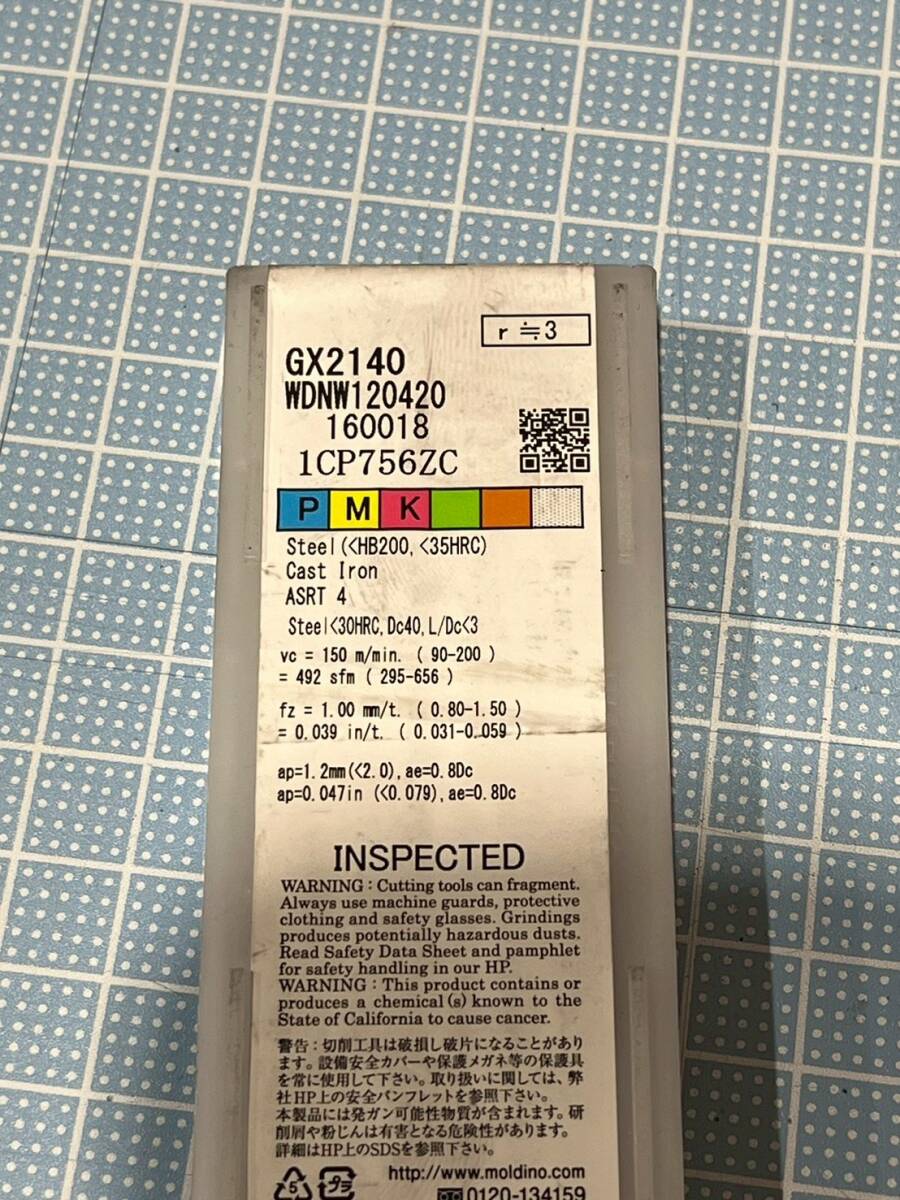 r≒3
GX2140
WDNW120420
160018
1CP756ZC
P M K
Steel(<HB200,<35HRC)
Cast Iron
ASRT 4
Steel<30HRC,Dc40,L/Dc<3
vc = 150 m/min. ( 90-200 )
= 492 sfm ( 295-656 )
fz = 1.00 mm/t. ( 0.80-1.50 )
= 0.039 in/t. ( 0.031-0.059 )
ap=1.2mm(<2.0),ae=0.8Dc
ap=0.047in (<0.079),ae=0.8Dc
INSPECTED
WARNING : Cutting tools can fragment.
Always use machine guards, protective
clothing and safety glasses. Grindings
produces potentially hazardous dusts.
Read Safety Data Sheet and pamphlet
for safety handling in our HP.
WARNING : This product contains or
produces a chemical(s) known to the
State of California to cause cancer.
警告：切削工具は破損し破片になることがあり
ます。設備安全カバーや保護メガネ等の保護具
を常に使用して下さい。取り扱いに関しては、弊
社HP上の安全パンフレットを参照下さい。
本製品には発ガン可能性物質が含まれます。研
削屑や粉じんは有害となる危険性があります。
詳細はHP上のSDSを参照下さい。
5 プラ http://www.moldino.com
0120-134159